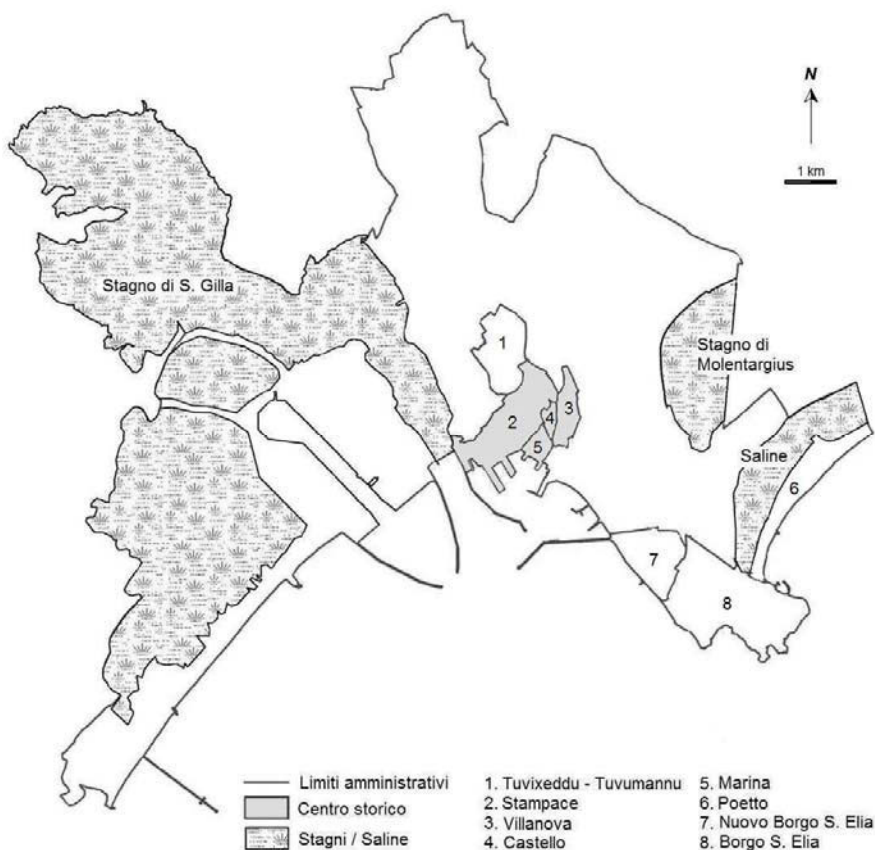 N
1 km
Stagno di S. Gilla
1
Stagno di
Molentargius
2
4
3
5
Saline
6
7
8
Limiti amministrativi
Centro storico
Stagni / Saline
1. Tuvixeddu - Tuvumannu
2. Stampace
3. Villanova
4. Castello
5. Marina
6. Poetto
7. Nuovo Borgo S. Elia
8. Borgo S. Elia